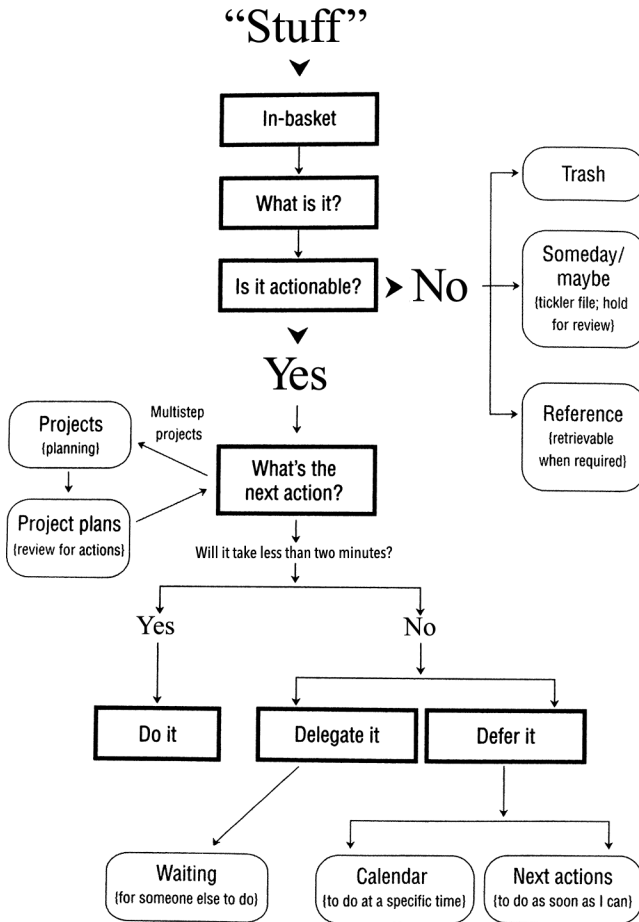 “Stuff”
In-basket
What is it?
Is it actionable?
No
Trash
Someday/
maybe
{tickler file; hold
for review}
Reference
{retrievable
when required}
Yes
Multistep
projects
Projects
{planning}
Project plans
{review for actions}
What’s the
next action?
Will it take less than two minutes?
Yes
No
Do it
Delegate it
Defer it
Waiting
{for someone else to do}
Calendar
{to do at a specific time}
Next actions
{to do as soon as I can}